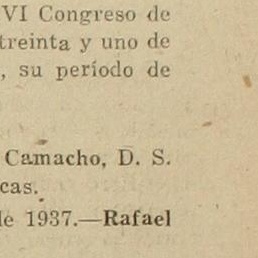 VI Congreso de
treinta y uno de
, su período de
Camacho, D. S.
cas.
de 1937.—Rafael